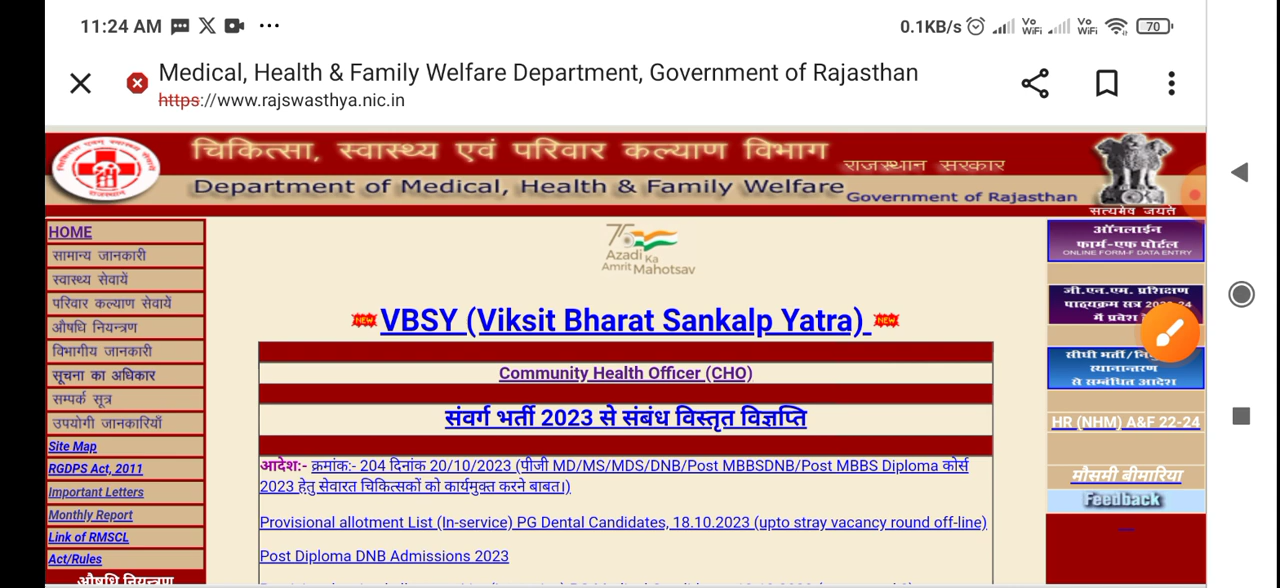 11:24 AM
0.1KB/s Vo WiFi Vo WiFi 70
Medical, Health & Family Welfare Department, Government of Rajasthan
https://www.rajswasthya.nic.in
चिकित्सा, स्वास्थ्य एवं परिवार कल्याण विभाग राजस्थान सरकार
Department of Medical, Health & Family Welfare Government of Rajasthan
सत्यमेव जयते
HOME
सामान्य जानकारी
स्वास्थ्य सेवायें
परिवार कल्याण सेवायें
औषधि नियन्त्रण
विभागीय जानकारी
सूचना का अधिकार
सम्पर्क सूत्र
उपयोगी जानकारियाँ
Site Map
RGDPS Act, 2011
Important Letters
Monthly Report
Link of RMSCL
Act/Rules
औषधि नियन्त्रण
75
Azadi Ka
Amrit Mahotsav
NEW VBSY (Viksit Bharat Sankalp Yatra) NEW
Community Health Officer (CHO)
संवर्ग भर्ती 2023 से संबंध विस्तृत विज्ञप्ति
आदेश:- क्रमांक:- 204 दिनांक 20/10/2023 (पीजी MD/MS/MDS/DNB/Post MBBSDNB/Post MBBS Diploma कोर्स
2023 हेतु सेवारत चिकित्सकों को कार्यमुक्त करने बाबत।)
Provisional allotment List (In-service) PG Dental Candidates, 18.10.2023 (upto stray vacancy round off-line)
Post Diploma DNB Admissions 2023
ऑनलाईन
फार्म-एफ पोर्टल
ONLINE FORM-F DATA ENTRY
जी.एन.एम. प्रशिक्षण
पाठ्यक्रम सत्र
में प्रवेश
सीधी भर्ती/
स्थानान्तरण
से सम्बंधित आदेश
HR (NHM) A&F 22-24
मौसमी बीमारिया
Feedback